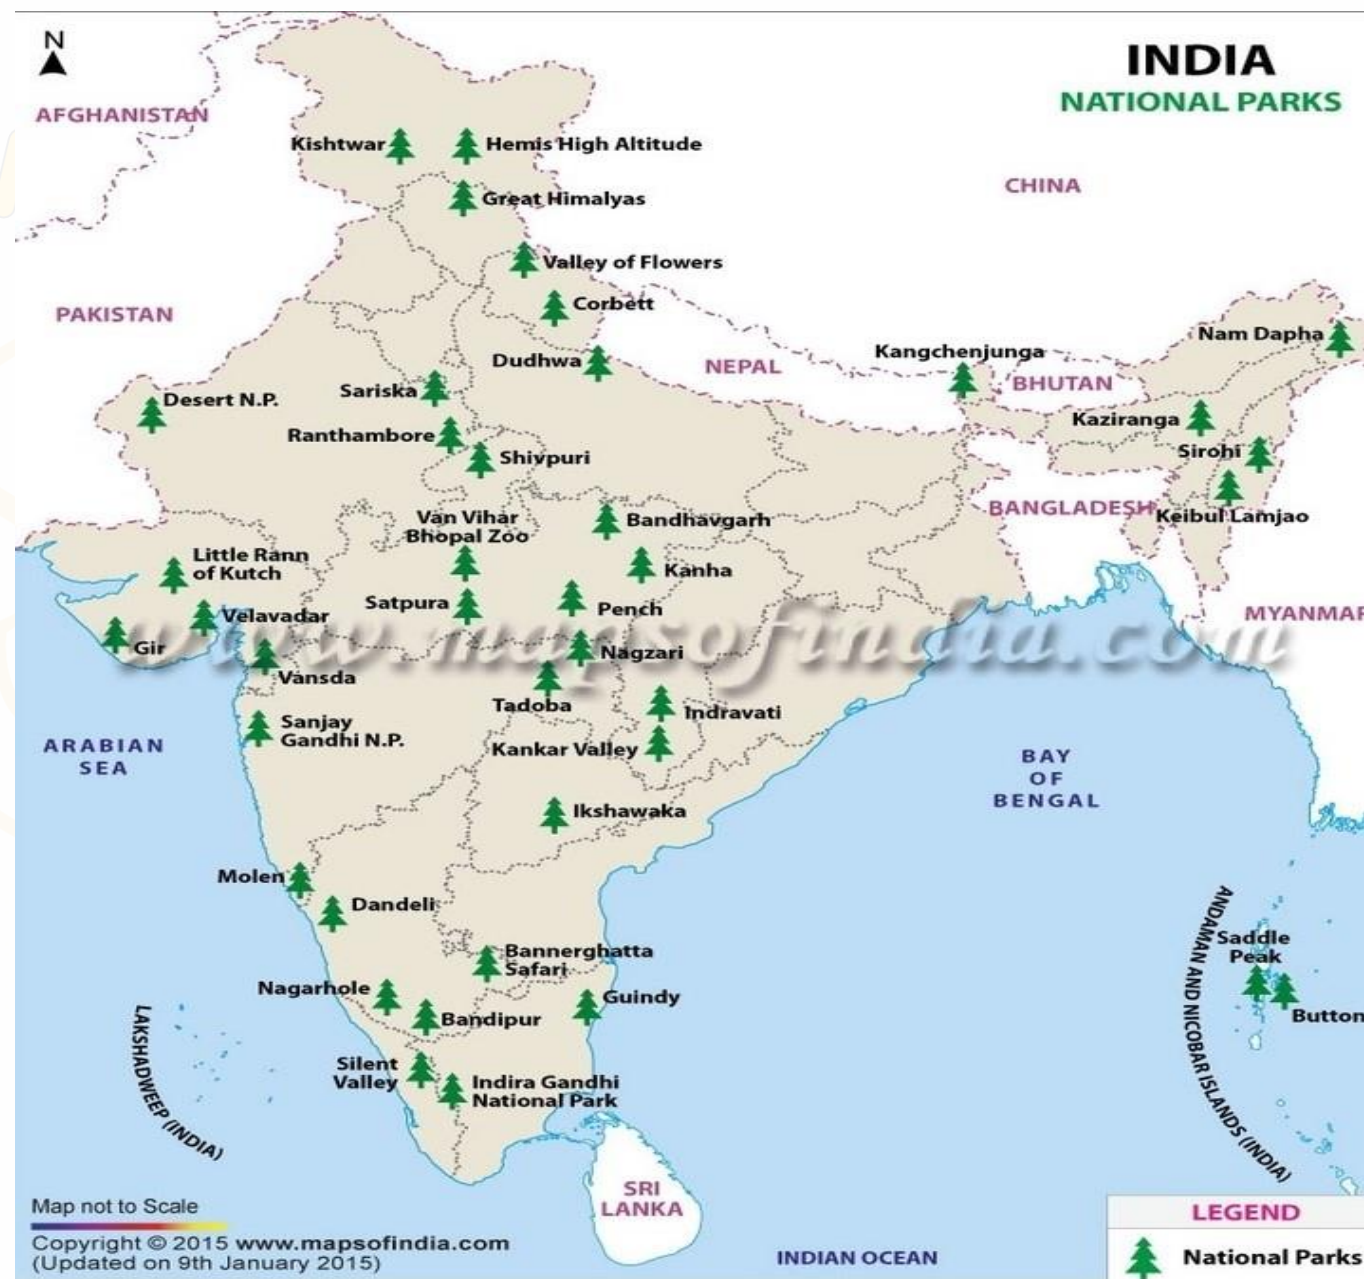 N
INDIA
NATIONAL PARKS
AFGHANISTAN
Kishtwar
Hemis High Altitude
CHINA
Great Himalyas
Valley of Flowers
PAKISTAN
Corbett
Nam Dapha
Kangchenjunga
Dudhwa
NEPAL
BHUTAN
Sariska
Desert N.P.
Kaziranga
Ranthambore
Shivpuri
Sirohi
BANGLADESH
Keibul Lamjao
Van Vihar
Bhopal Zoo
Bandhavgarh
Little Rann
of Kutch
Kanha
Satpura
Pench
Velavadar
MYANMAR
www.mapsofindia.com
Gir
Nagzari
Vansda
Tadoba
Indravati
Sanjay
Gandhi N.P.
Kankar Valley
ARABIAN
SEA
BAY
OF
BENGAL
Ikshawaka
Molen
Dandeli
Bannerghatta
Safari
Saddle
Peak
Nagarhole
Guindy
Bandipur
Button
ANDAMAN AND NICOBAR ISLANDS (INDIA)
LAKSHADWEEP (INDIA)
Silent
Valley
Indira Gandhi
National Park
SRI
LANKA
Map not to Scale
Copyright © 2015 www.mapsofindia.com
(Updated on 9th January 2015)
INDIAN OCEAN
LEGEND
National Parks